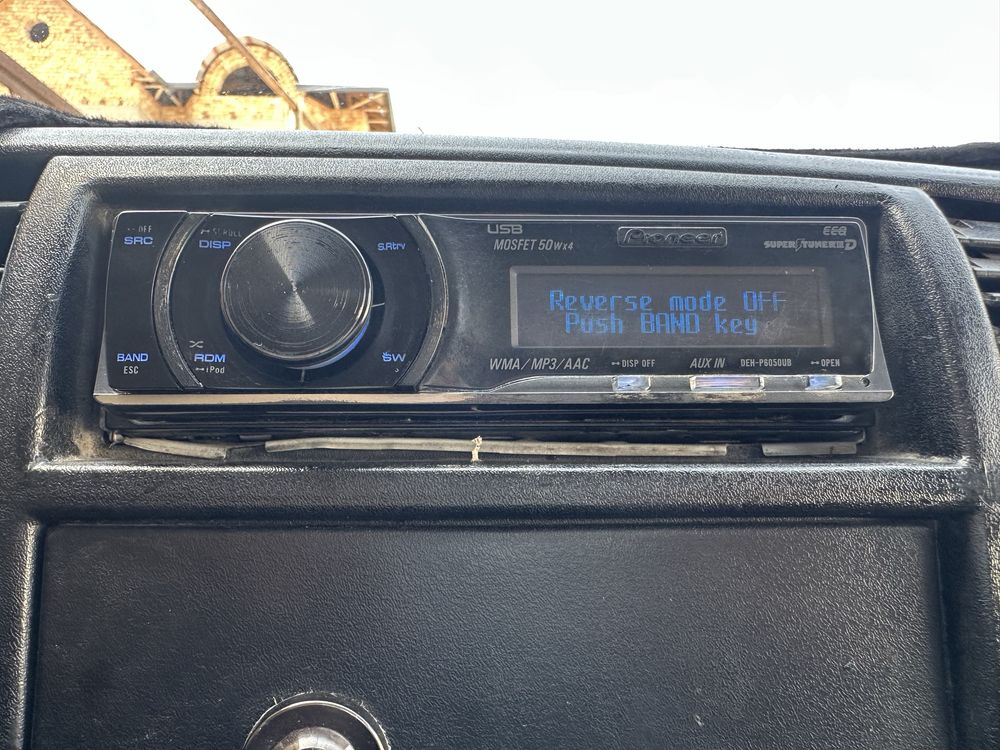 OFF
SRC
SCROLL
DISP
S.Rtrv
BAND
ESC
RDM
iPod
SW
USB
MOSFET 50Wx4
Pioneer
EEQ
SUPER TUNER III D
Reverse mode OFF
Push BAND key
WMA / MP3 / AAC
DISP OFF
AUX IN
DEH-P6050UB
OPEN